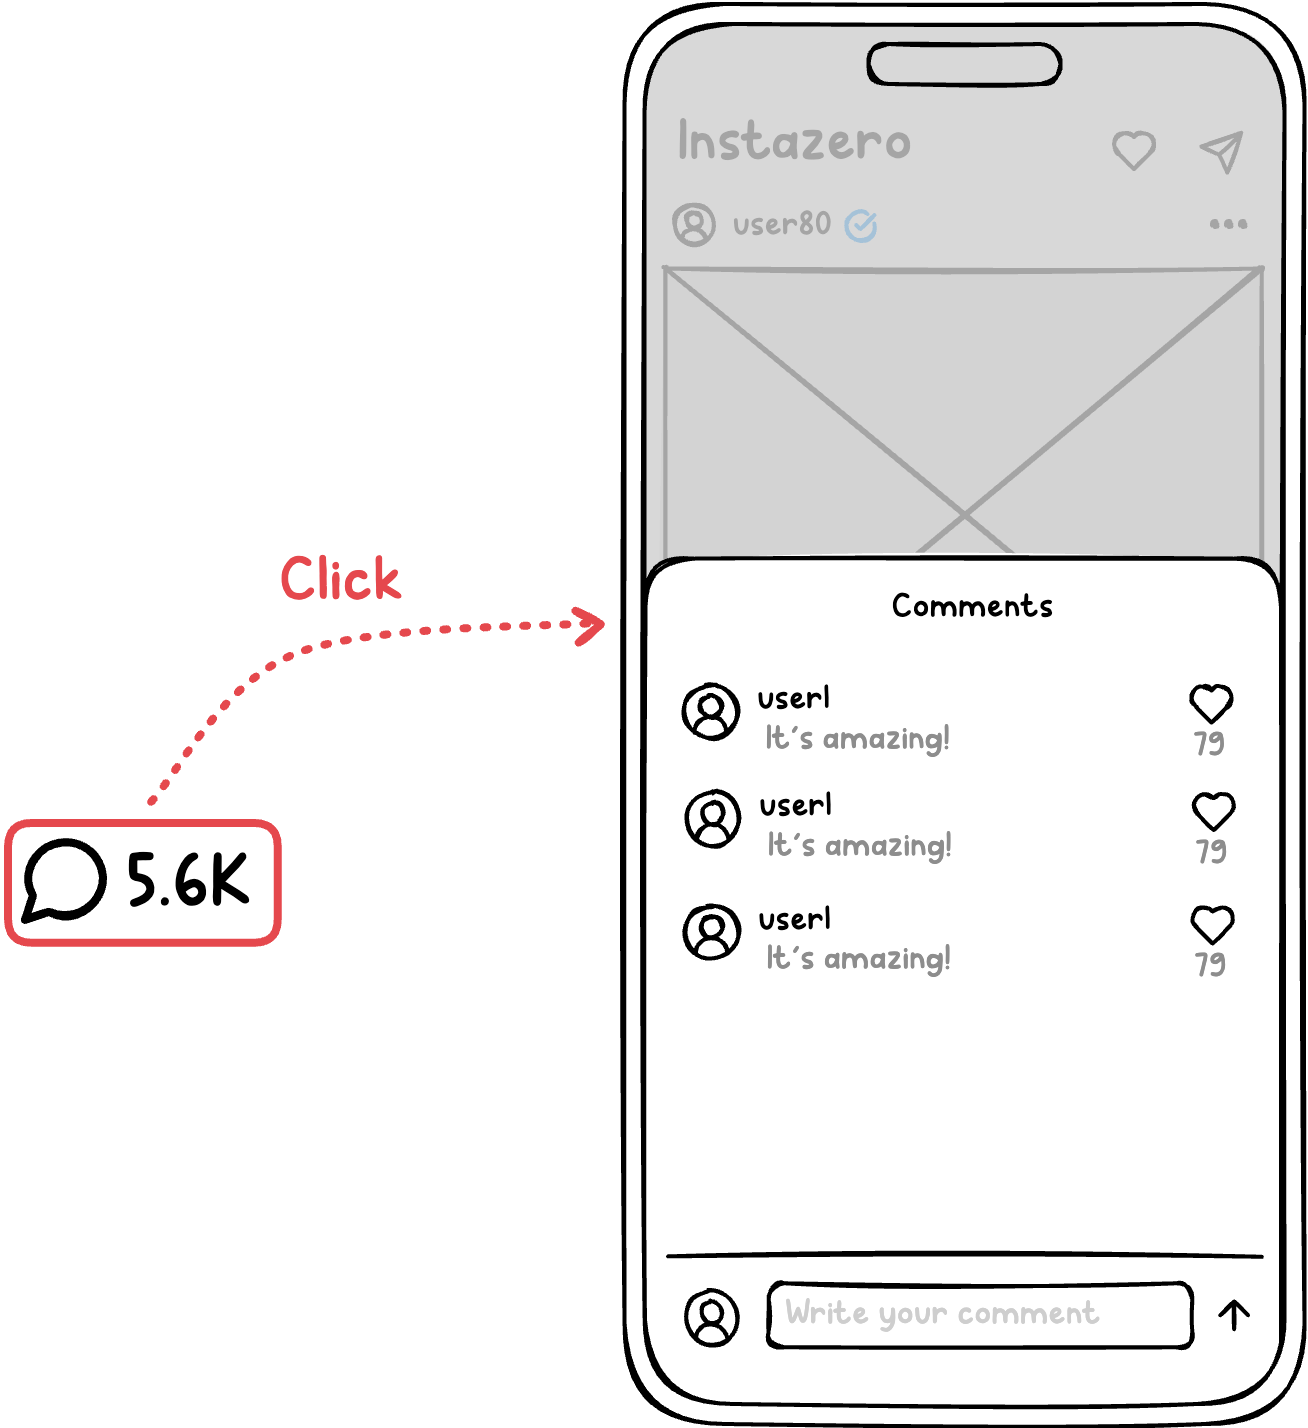 Instazero
user80
Click
Comments
user1
It's amazing!
79
5.6K
user1
It's amazing!
79
user1
It's amazing!
79
Write your comment